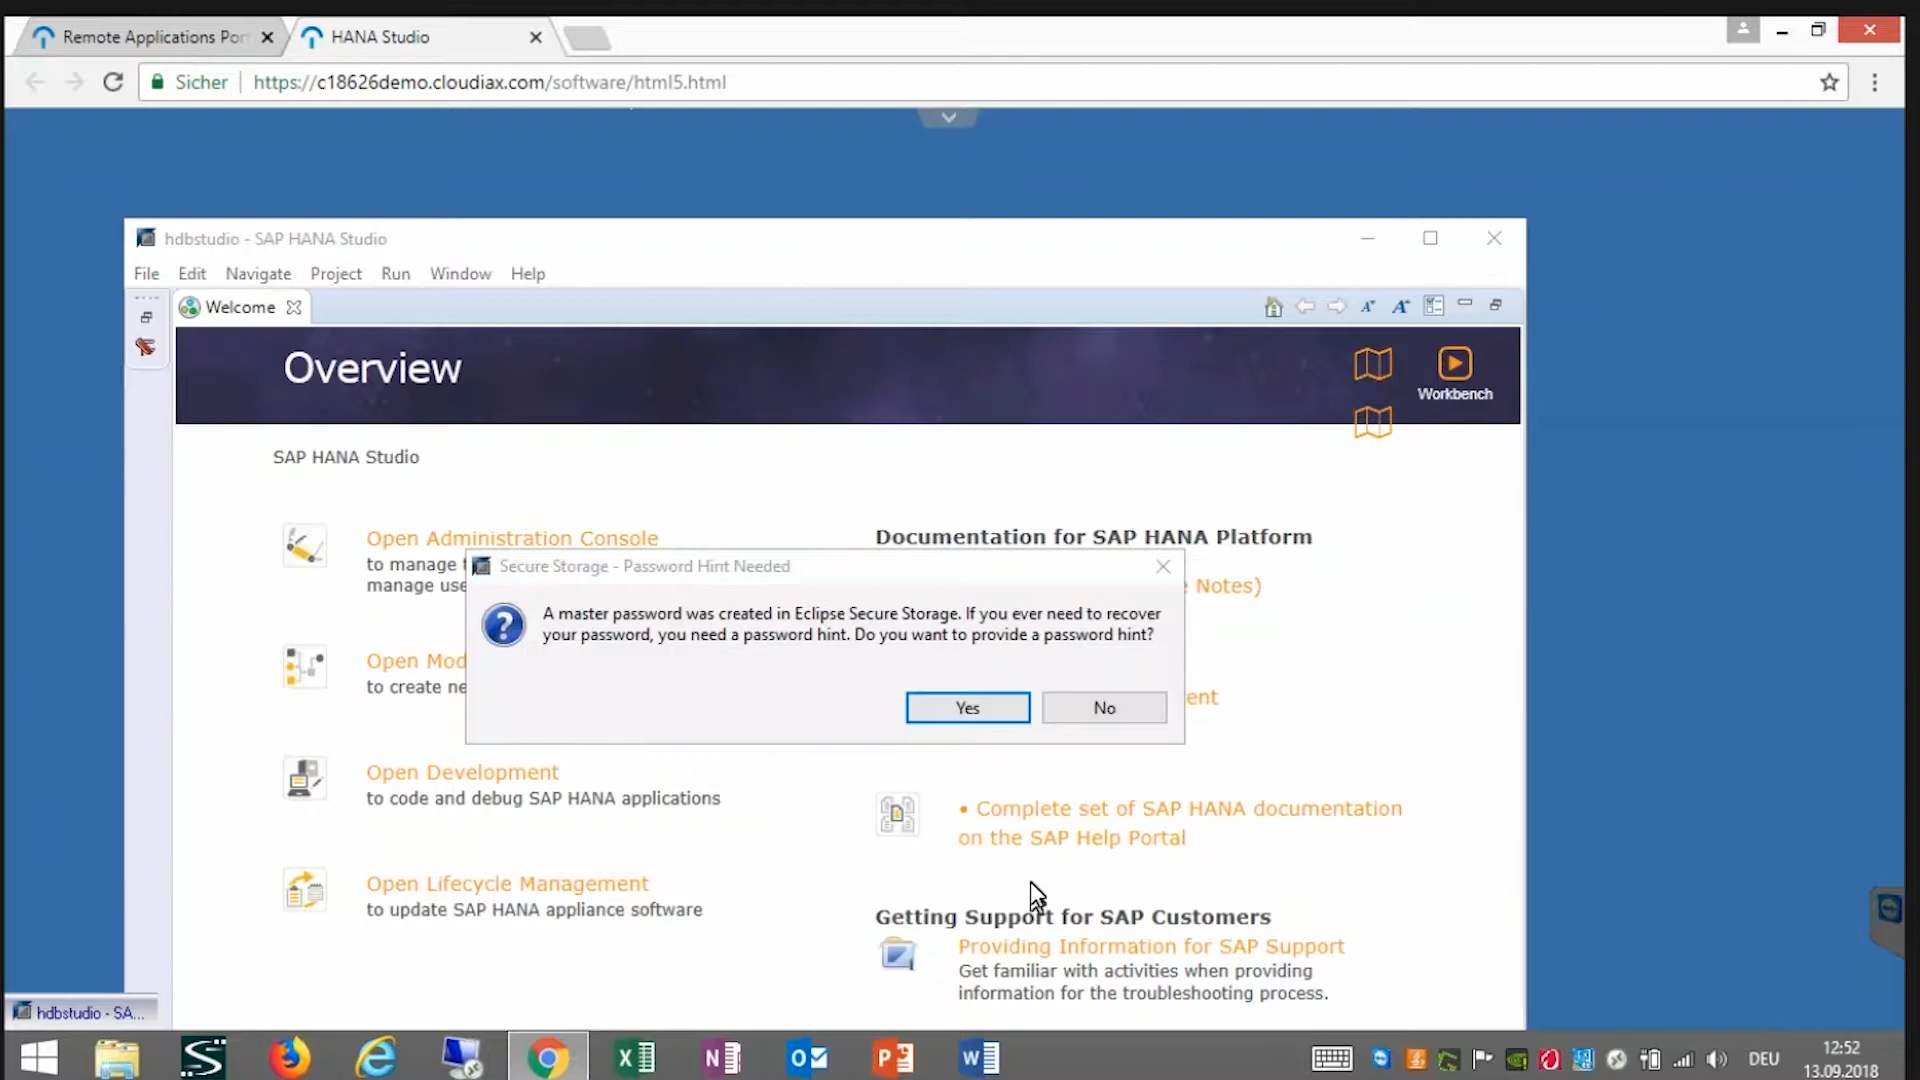 Remote Applications Por
HANA Studio
Sicher
https://c18626demo.cloudiax.com/software/html5.html
hdbstudio - SAP HANA Studio
File Edit Navigate Project Run Window Help
Welcome
Overview
Workbench
SAP HANA Studio
Open Administration Console
to manage
manage use
Documentation for SAP HANA Platform
Notes)
Secure Storage - Password Hint Needed
A master password was created in Eclipse Secure Storage. If you ever need to recover
your password, you need a password hint. Do you want to provide a password hint?
Yes
No
Open Mod
to create ne
ent
Open Development
to code and debug SAP HANA applications
• Complete set of SAP HANA documentation
on the SAP Help Portal
Open Lifecycle Management
to update SAP HANA appliance software
Getting Support for SAP Customers
Providing Information for SAP Support
Get familiar with activities when providing
information for the troubleshooting process.
hdbstudio - SA...
DEU
12:52
13.09.2018